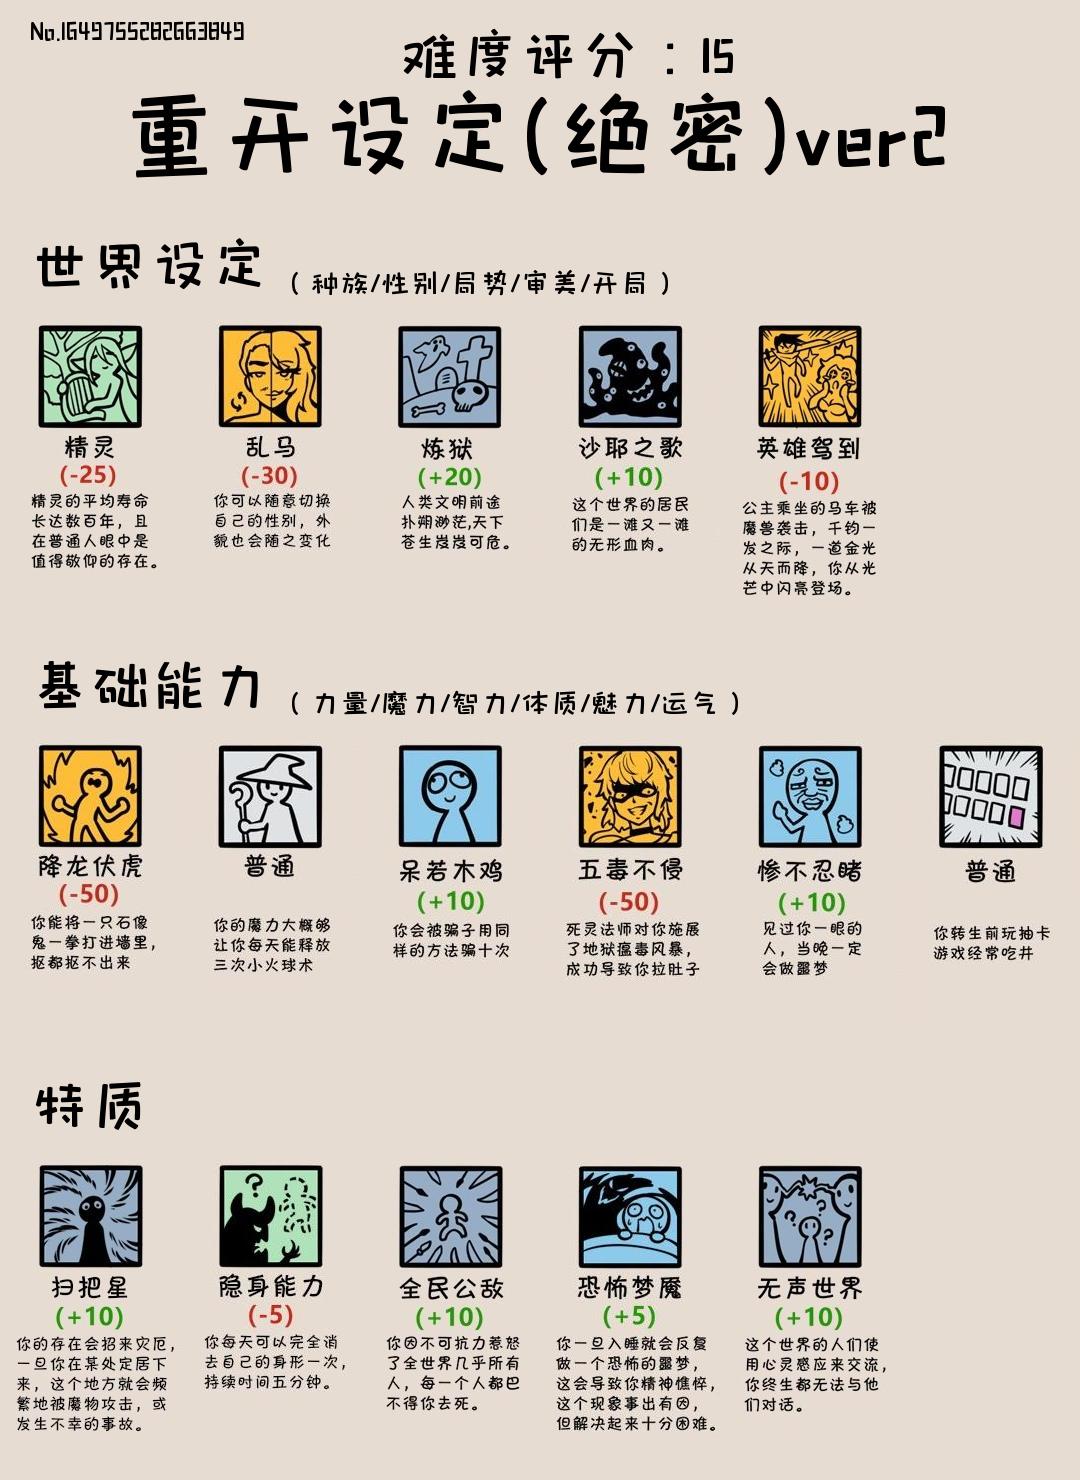 No.1649755282663849
难度评分：15
重开设定(绝密)ver2
世界设定（种族/性别/局势/审美/开局）
精灵
(-25)
精灵的平均寿命
长达数百年，且
在普通人眼中是
值得敬仰的存在。
乱马
(-30)
你可以随意切换
自己的性别，外
貌也会随之变化
炼狱
(+20)
人类文明前途
扑朔渺茫,天下
苍生岌岌可危。
沙耶之歌
(+10)
这个世界的居民
们是一滩又一滩
的无形血肉。
英雄驾到
(-10)
公主乘坐的马车被
魔兽袭击，千钧一
发之际，一道金光
从天而降，你从光
芒中闪亮登场。
基础能力（力量/魔力/智力/体质/魅力/运气）
降龙伏虎
(-50)
你能将一只石像
鬼一拳打进墙里，
抠都抠不出来
普通
你的魔力大概够
让你每天能释放
三次小火球术
呆若木鸡
(+10)
你会被骗子用同
样的方法骗十次
五毒不侵
(-50)
死灵法师对你施展
了地狱瘟毒风暴，
成功导致你拉肚子
惨不忍睹
(+10)
见过你一眼的
人，当晚一定
会做噩梦
普通
你转生前玩抽卡
游戏经常吃井
特质
扫把星
(+10)
你的存在会招来灾厄，
一旦你在某处定居下
来，这个地方就会频
繁地被魔物攻击，或
发生不幸的事故。
隐身能力
(-5)
你每天可以完全消
去自己的身形一次，
持续时间五分钟。
全民公敌
(+10)
你因不可抗力惹怒
了全世界几乎所有
人，每一个人都巴
不得你去死。
恐怖梦魇
(+5)
你一旦入睡就会反复
做一个恐怖的噩梦，
这会导致你精神憔悴，
这个现象事出有因，
但解决起来十分困难。
无声世界
(+10)
这个世界的人们使
用心灵感应来交流，
你终生都无法与他
们对话。